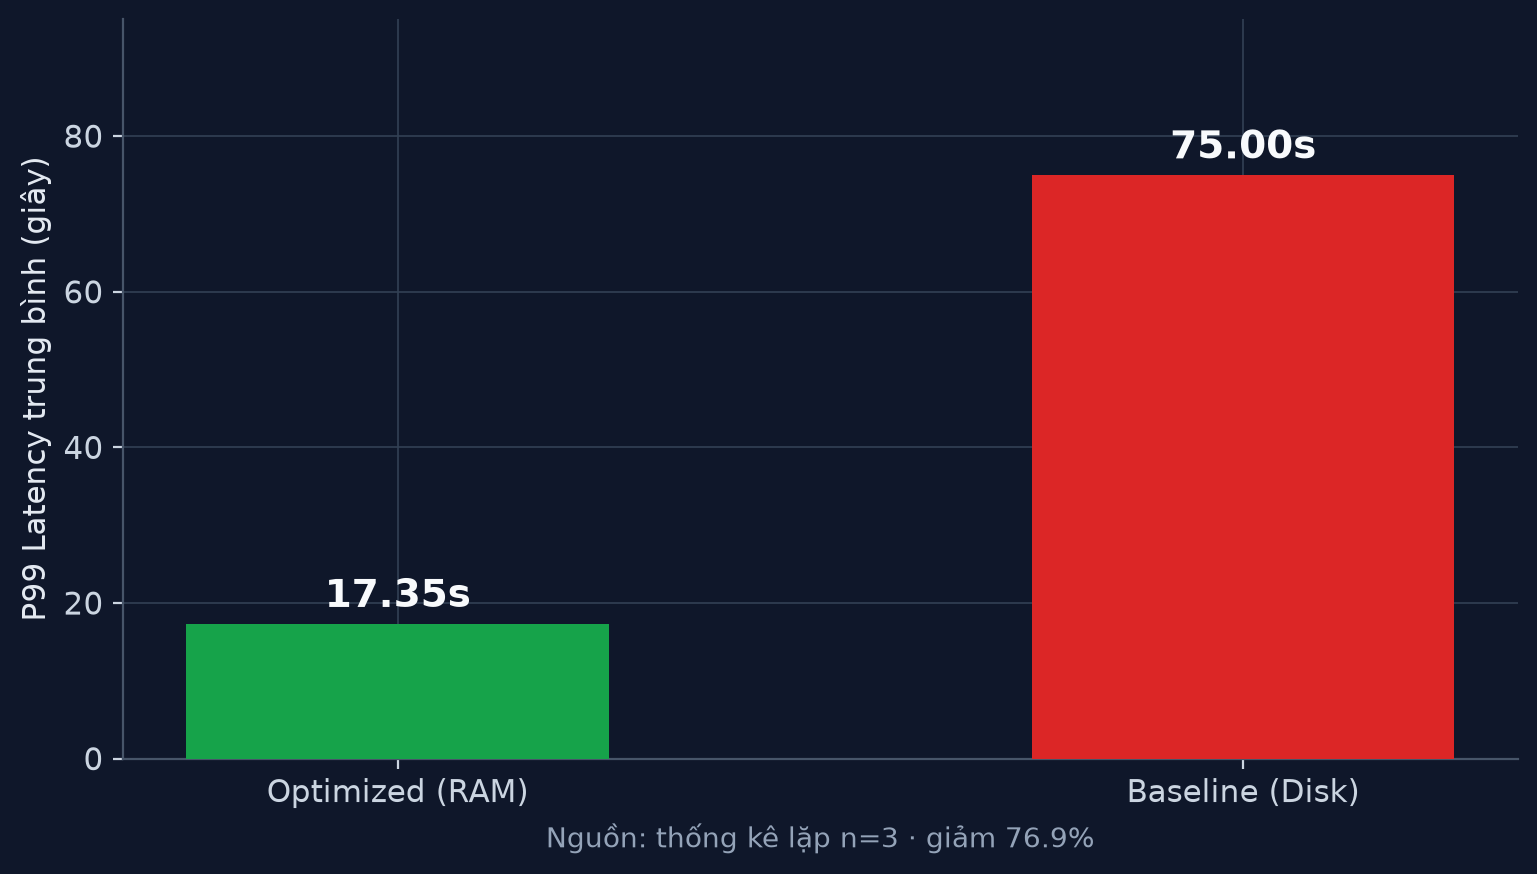 P99 Latency trung bình (giây)
80
60
40
20
0
75.00s
17.35s
Optimized (RAM)
Baseline (Disk)
Nguồn: thống kê lặp n=3 · giảm 76.9%